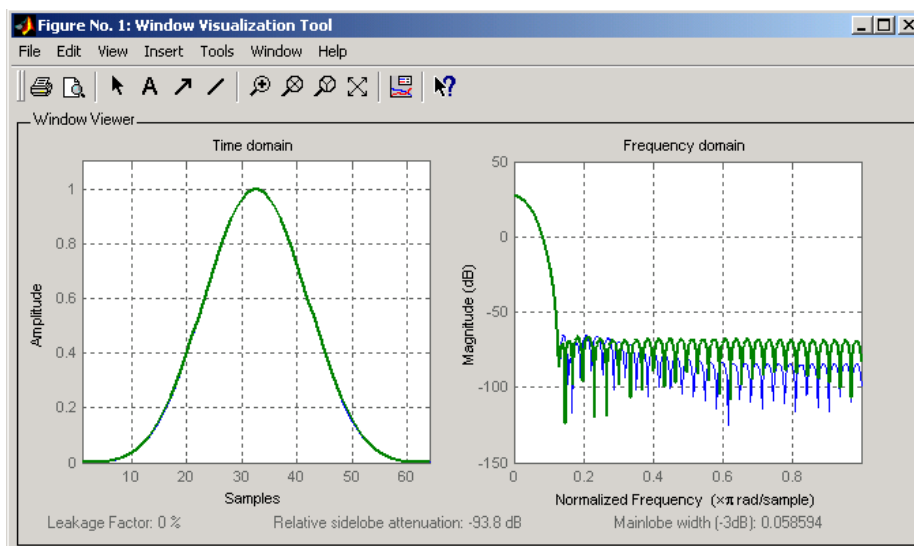 Figure No. 1: Window Visualization Tool
File Edit View Insert Tools Window Help
A
Window Viewer
Time domain
Frequency domain
1
0.8
0.6
0.4
0.2
0
Amplitude
10 20 30 40 50 60
Samples
50
0
-50
-100
-150
Magnitude (dB)
0 0.2 0.4 0.6 0.8
Normalized Frequency (×π rad/sample)
Leakage Factor: 0 %
Relative sidelobe attenuation: -93.8 dB
Mainlobe width (-3dB): 0.058594